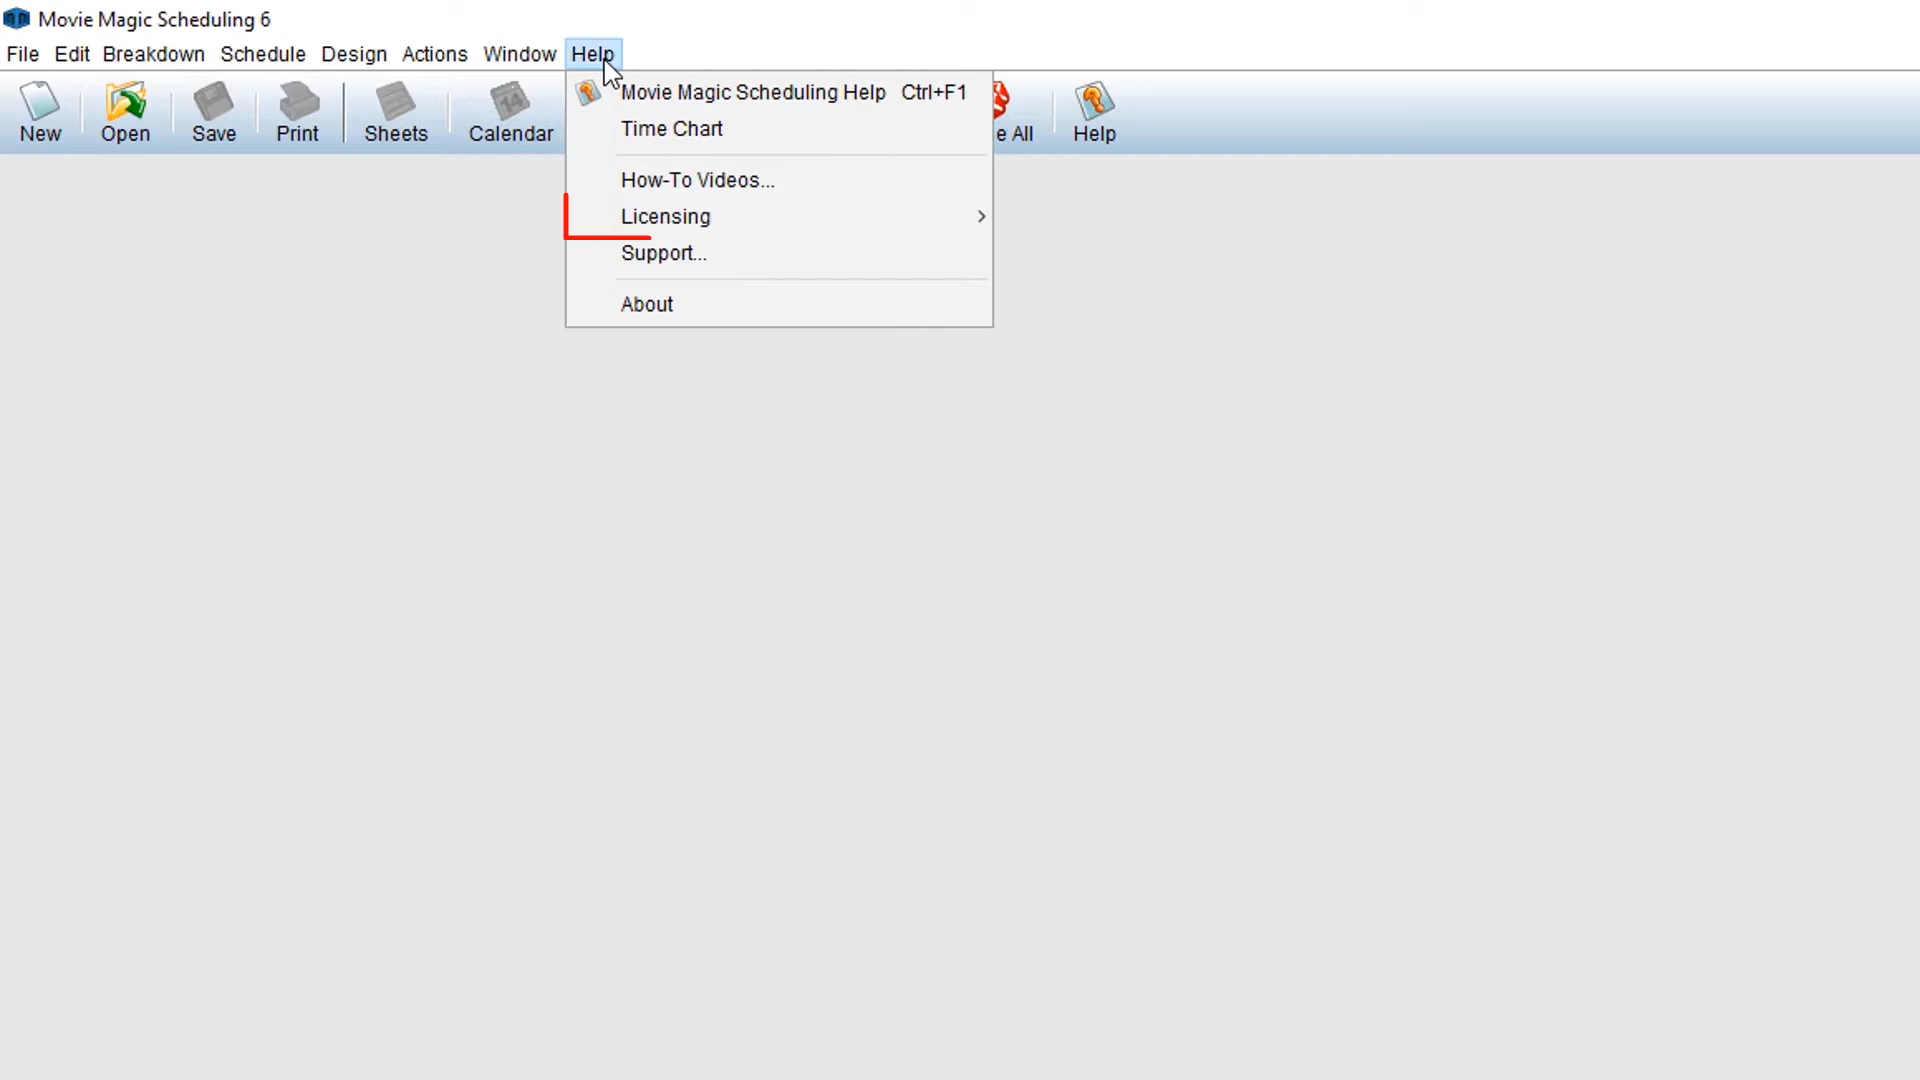 Movie Magic Scheduling 6
File Edit Breakdown Schedule Design Actions Window Help
New Open Save Print Sheets Calendar e All Help
Movie Magic Scheduling Help Ctrl+F1
Time Chart
How-To Videos...
Licensing
Support...
About